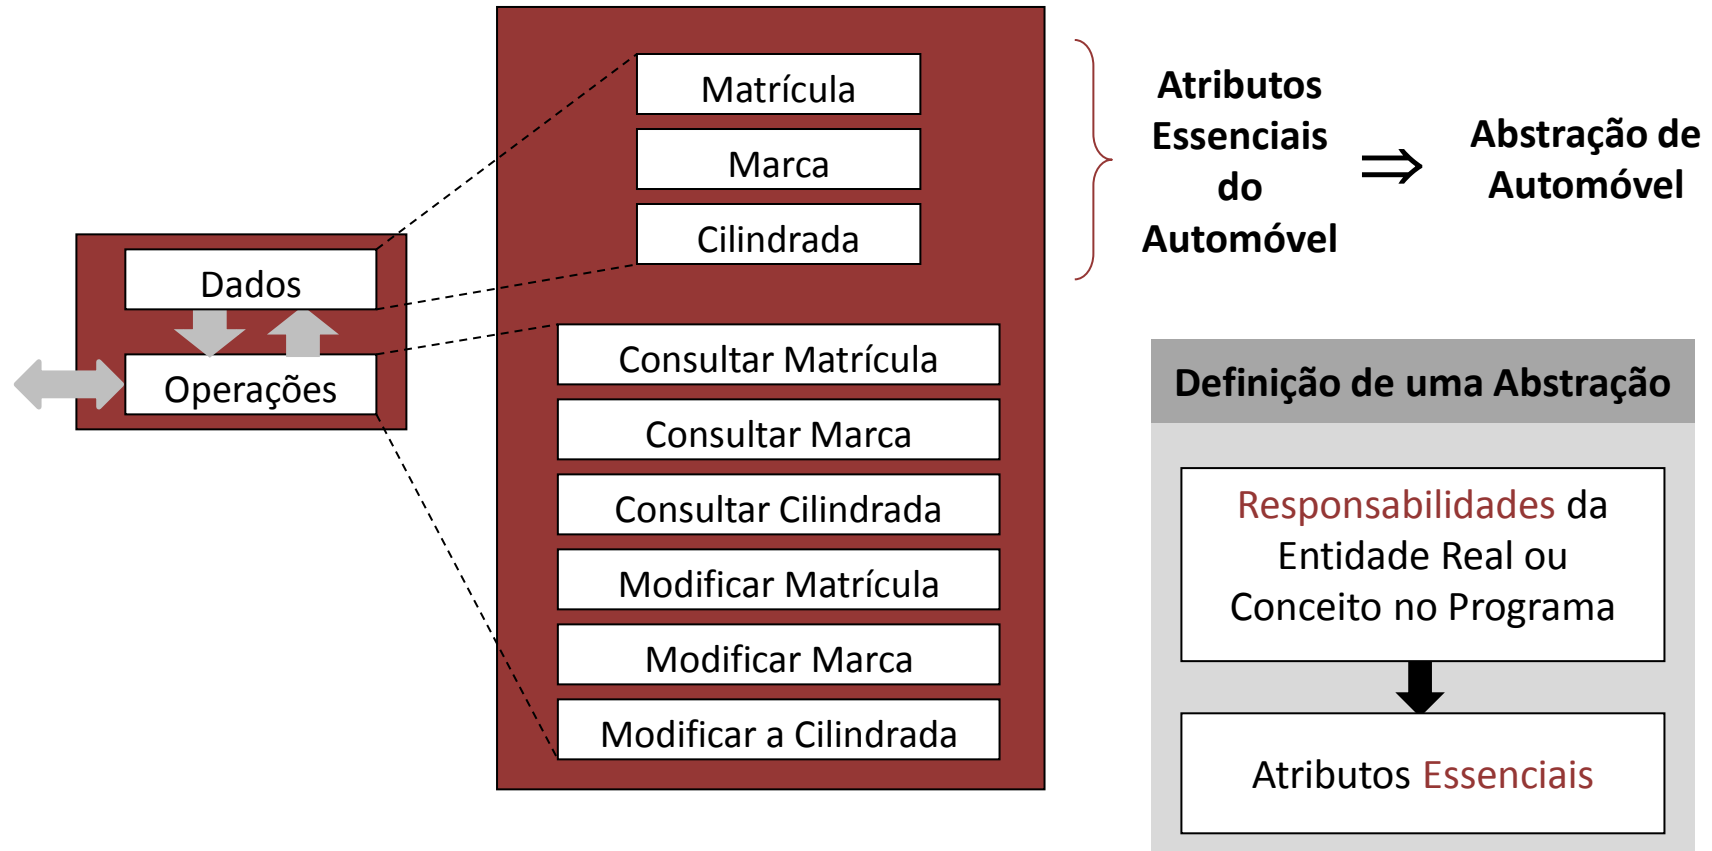 Dados
Operações
Matrícula
Marca
Cilindrada
Consultar Matrícula
Consultar Marca
Consultar Cilindrada
Modificar Matrícula
Modificar Marca
Modificar a Cilindrada
Atributos
Essenciais
do
Automóvel
⇒
Abstração de
Automóvel
Definição de uma Abstração
Responsabilidades da
Entidade Real ou
Conceito no Programa
Atributos Essenciais